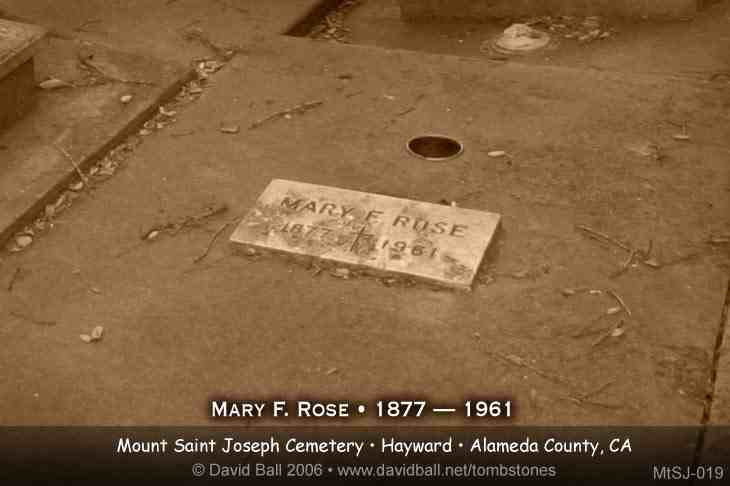 MARY F. ROSE
1877 1961
Mary F. Rose • 1877 — 1961
Mount Saint Joseph Cemetery • Hayward • Alameda County, CA
© David Ball 2006 • www.davidball.net/tombstones
MtSJ-019